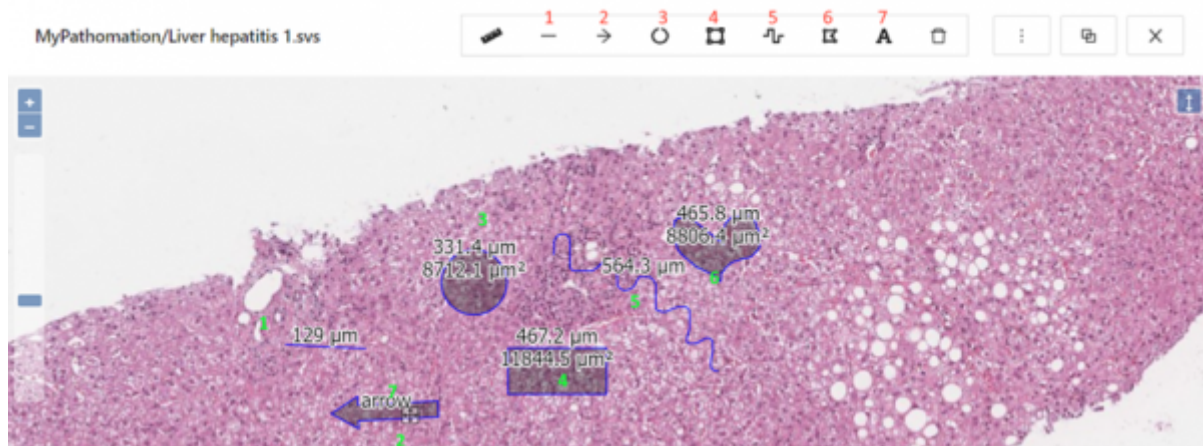 1 2 3 4 5 6 7
MyPathomation/Liver hepatitis 1.svs
A
+
−
3
465.8 µm
331.4 µm
8806.4 µm²
8712.1 µm²
564.3 µm
6
5
1
129 µm
467.2 µm
11844.5 µm²
4
7
arrow
2